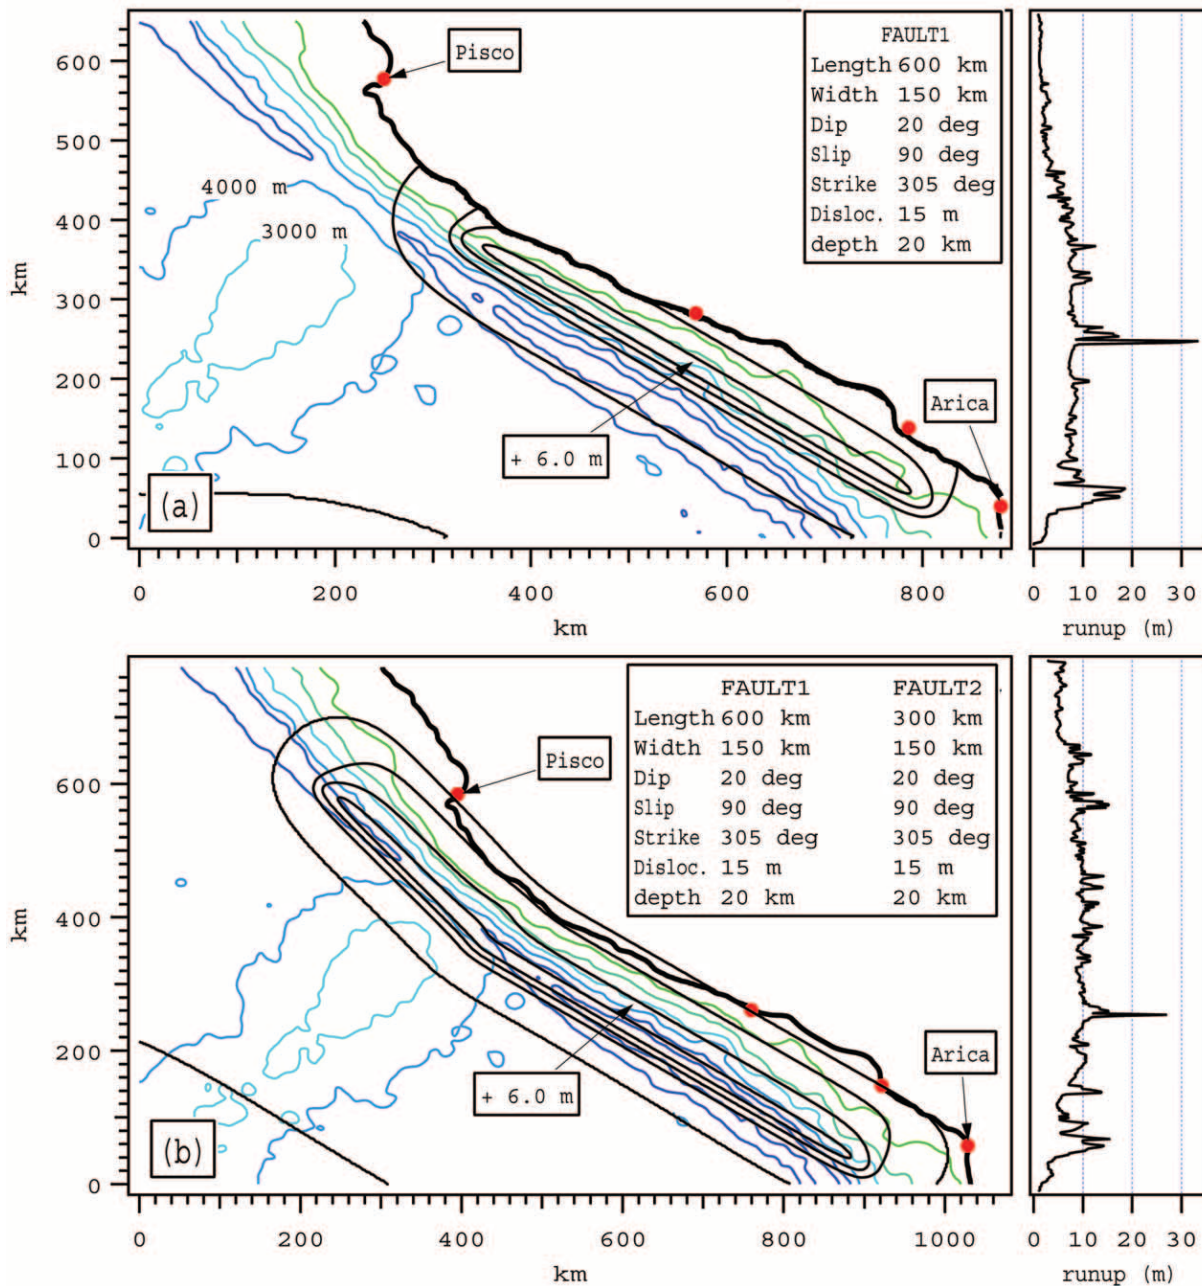 Pisco
FAULT1
Length 600 km
Width 150 km
Dip 20 deg
Slip 90 deg
Strike 305 deg
Disloc. 15 m
depth 20 km
4000 m
3000 m
+ 6.0 m
Arica
(a)
600
500
400
300
200
100
0
km
0 200 400 600 800
km
0 10 20 30
runup (m)
FAULT1 FAULT2
Length 600 km 300 km
Width 150 km 150 km
Dip 20 deg 20 deg
Slip 90 deg 90 deg
Strike 305 deg 305 deg
Disloc. 15 m 15 m
depth 20 km 20 km
Pisco
Arica
+ 6.0 m
(b)
600
400
200
0
km
0 200 400 600 800 1000
km
0 10 20 30
runup (m)